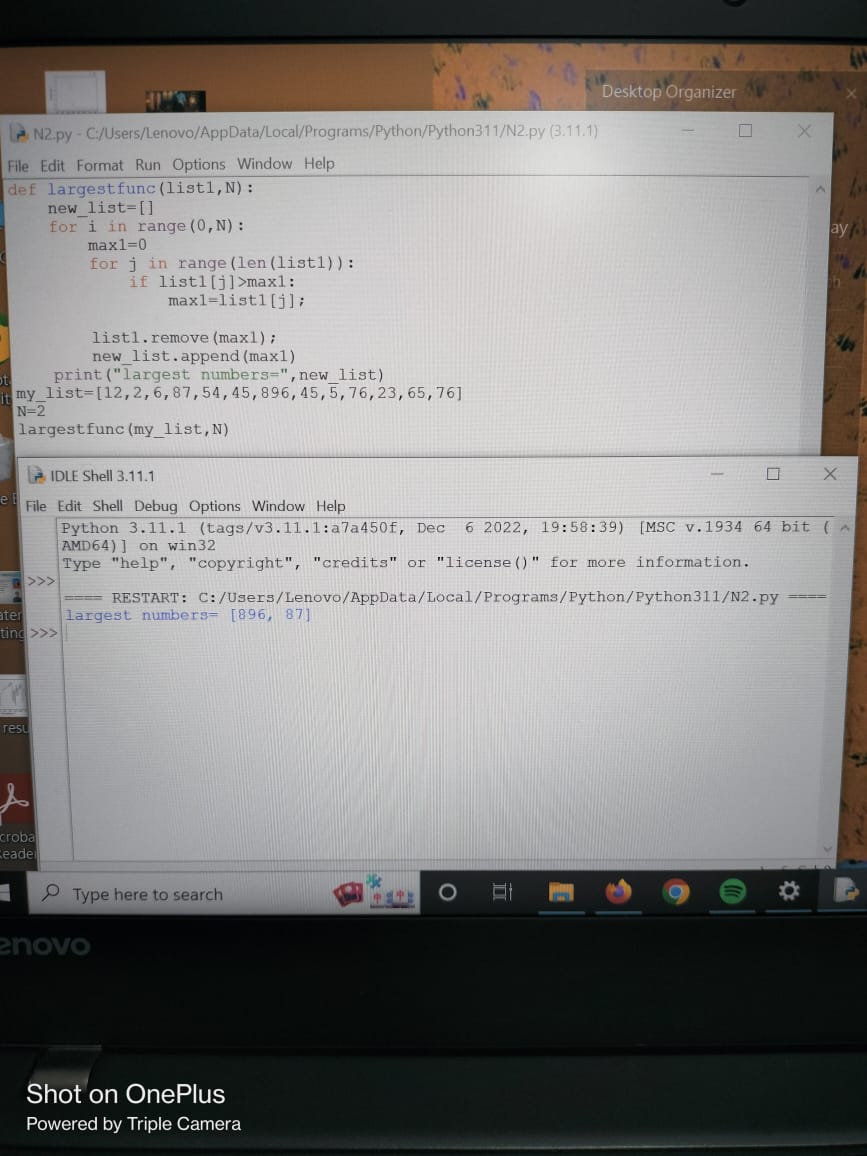 Desktop Organizer
N2.py - C:/Users/Lenovo/AppData/Local/Programs/Python/Python311/N2.py (3.11.1)
File Edit Format Run Options Window Help
def largestfunc(list1,N):
    new_list=[]
    for i in range(0,N):
        max1=0
        for j in range(len(list1)):
            if list1[j]>max1:
                max1=list1[j];
        list1.remove(max1);
        new_list.append(max1)
    print("largest numbers=",new_list)
my_list=[12,2,6,87,54,45,896,45,5,76,23,65,76]
N=2
largestfunc(my_list,N)
IDLE Shell 3.11.1
File Edit Shell Debug Options Window Help
Python 3.11.1 (tags/v3.11.1:a7a450f, Dec  6 2022, 19:58:39) [MSC v.1934 64 bit (
AMD64)] on win32
Type "help", "copyright", "credits" or "license()" for more information.
>>>
==== RESTART: C:/Users/Lenovo/AppData/Local/Programs/Python/Python311/N2.py ====
largest numbers= [896, 87]
>>>
resu
croba
eader
Type here to search
enovo
Shot on OnePlus
Powered by Triple Camera